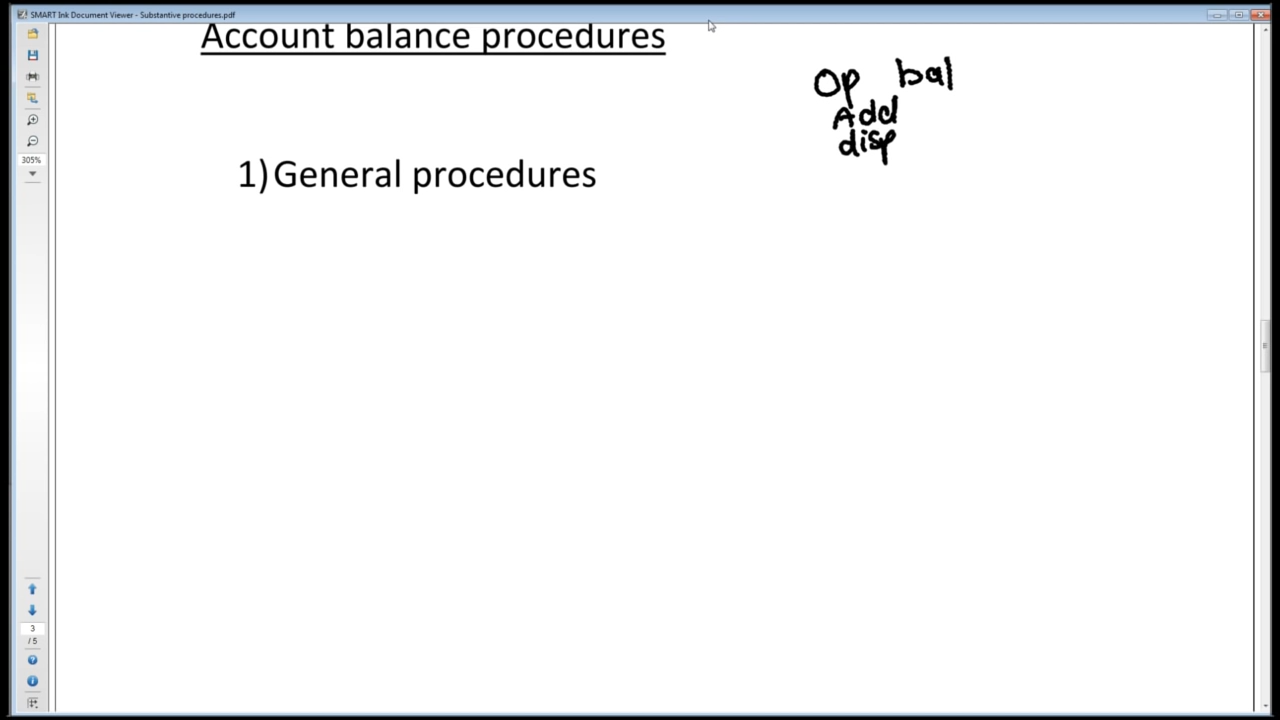 SMART Ink Document Viewer - Substantive procedures.pdf
Account balance procedures
Op bal
Add
disp
1) General procedures
305%
3
/ 5